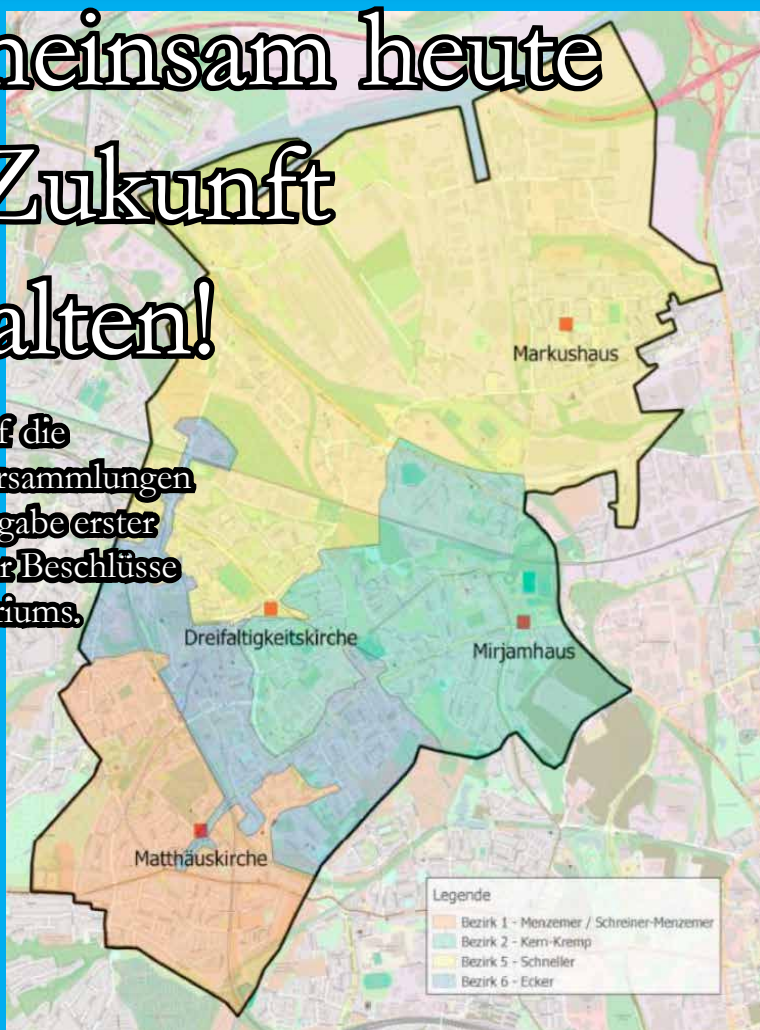 meinsam heute
Zukunft
alten!
f die
rsammlungen
gabe erster
r Beschlüsse
riums.
Markushaus
Dreifaltigkeitskirche
Mirjamhaus
Matthäuskirche
Legende
Bezirk 1 - Menzemer / Schreiner-Menzemer
Bezirk 2 - Kern-Kremp
Bezirk 5 - Schneller
Bezirk 6 - Ecker